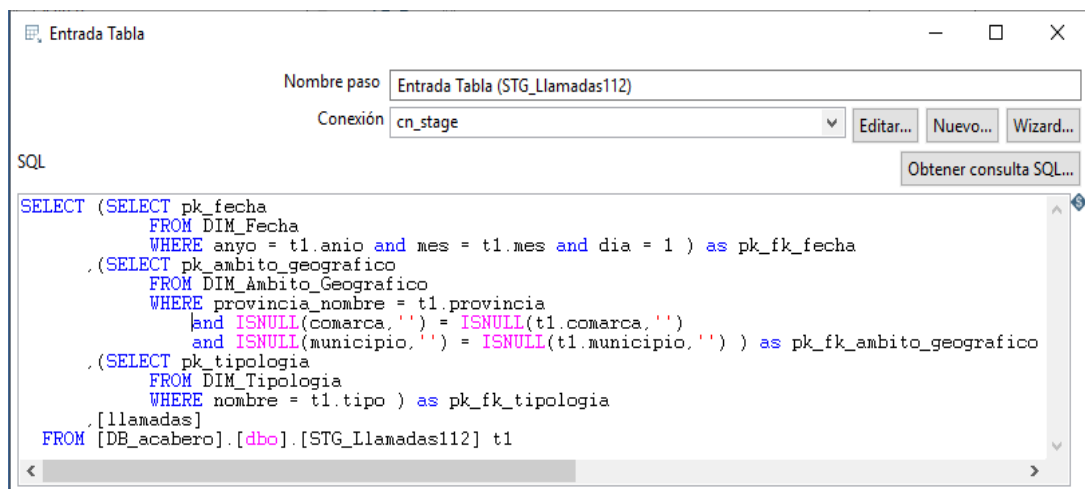 Entrada Tabla
Nombre paso Entrada Tabla (STG_Llamadas112)
Conexión cn_stage Editar... Nuevo... Wizard...
SQL Obtener consulta SQL...
SELECT (SELECT pk_fecha
FROM DIM_Fecha
WHERE anyo = t1.anio and mes = t1.mes and dia = 1 ) as pk_fk_fecha
,(SELECT pk_ambito_geografico
FROM DIM_Ambito_Geografico
WHERE provincia_nombre = t1.provincia
and ISNULL(comarca,'') = ISNULL(t1.comarca,'')
and ISNULL(municipio,'') = ISNULL(t1.municipio,'') ) as pk_fk_ambito_geografico
,(SELECT pk_tipologia
FROM DIM_Tipologia
WHERE nombre = t1.tipo ) as pk_fk_tipologia
,[llamadas]
FROM [DB_acabero].[dbo].[STG_Llamadas112] t1